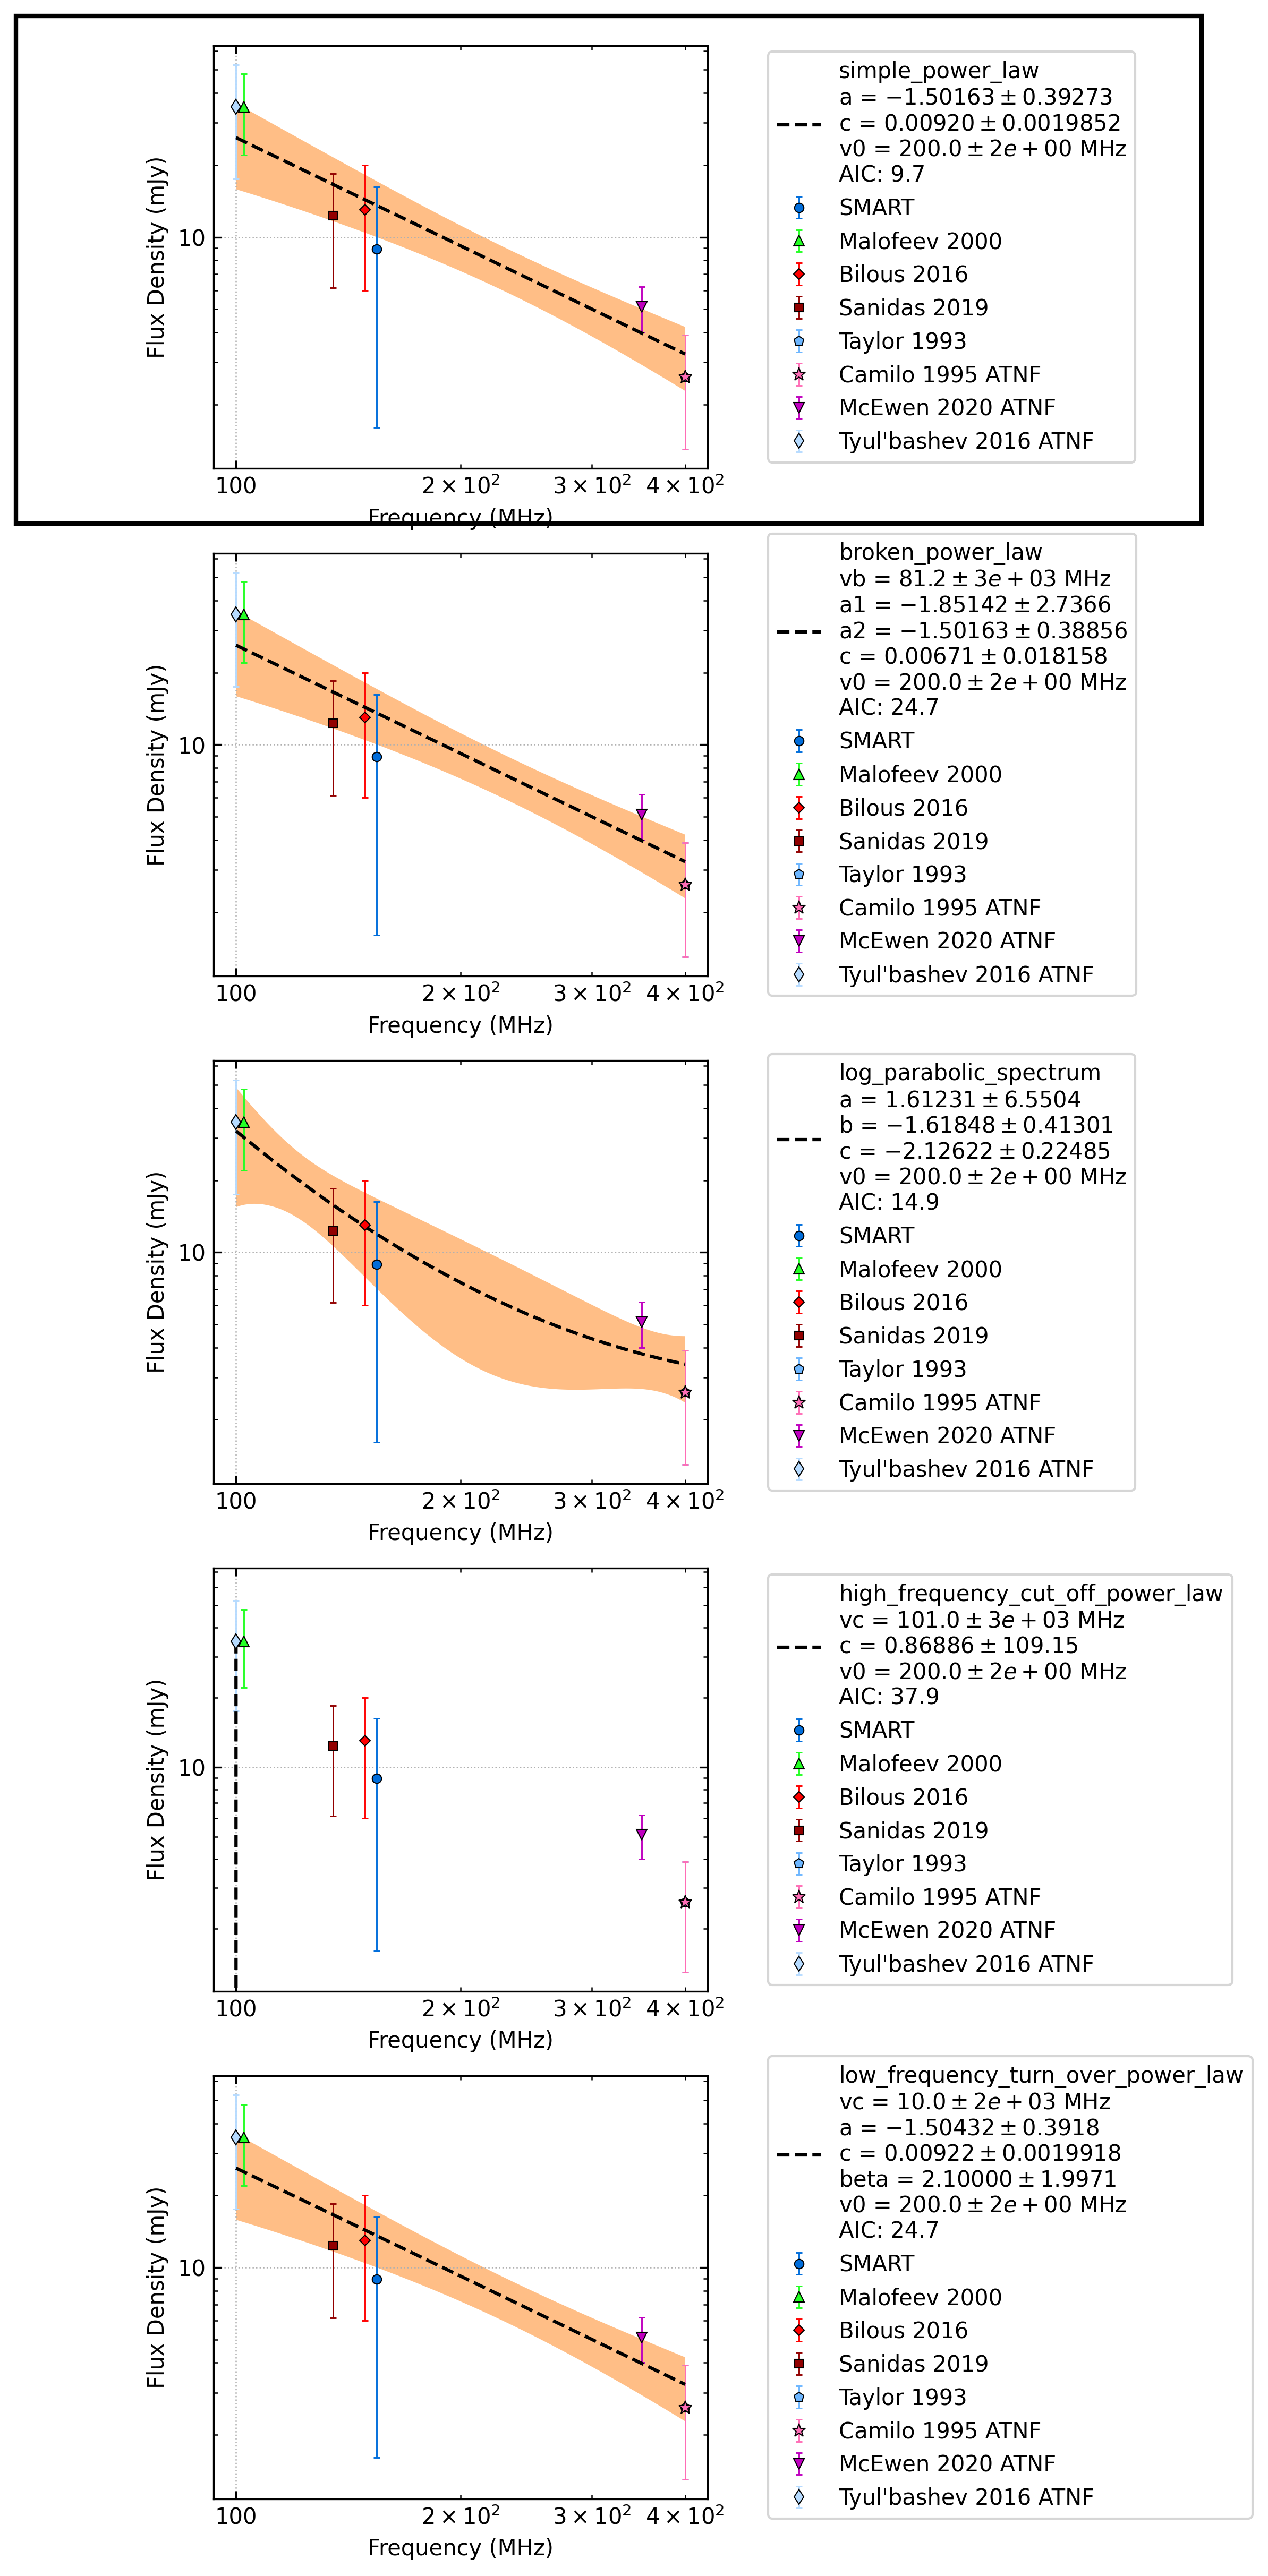 Flux Density (mJy)
10
100
2 × 10²
3 × 10²
4 × 10²
Frequency (MHz)
simple_power_law
a = −1.50163 ± 0.39273
c = 0.00920 ± 0.0019852
v0 = 200.0 ± 2e + 00 MHz
AIC: 9.7
SMART
Malofeev 2000
Bilous 2016
Sanidas 2019
Taylor 1993
Camilo 1995 ATNF
McEwen 2020 ATNF
Tyul'bashev 2016 ATNF
Flux Density (mJy)
10
100
2 × 10²
3 × 10²
4 × 10²
Frequency (MHz)
broken_power_law
vb = 81.2 ± 3e + 03 MHz
a1 = −1.85142 ± 2.7366
a2 = −1.50163 ± 0.38856
c = 0.00671 ± 0.018158
v0 = 200.0 ± 2e + 00 MHz
AIC: 24.7
SMART
Malofeev 2000
Bilous 2016
Sanidas 2019
Taylor 1993
Camilo 1995 ATNF
McEwen 2020 ATNF
Tyul'bashev 2016 ATNF
Flux Density (mJy)
10
100
2 × 10²
3 × 10²
4 × 10²
Frequency (MHz)
log_parabolic_spectrum
a = 1.61231 ± 6.5504
b = −1.61848 ± 0.41301
c = −2.12622 ± 0.22485
v0 = 200.0 ± 2e + 00 MHz
AIC: 14.9
SMART
Malofeev 2000
Bilous 2016
Sanidas 2019
Taylor 1993
Camilo 1995 ATNF
McEwen 2020 ATNF
Tyul'bashev 2016 ATNF
Flux Density (mJy)
10
100
2 × 10²
3 × 10²
4 × 10²
Frequency (MHz)
high_frequency_cut_off_power_law
vc = 101.0 ± 3e + 03 MHz
c = 0.86886 ± 109.15
v0 = 200.0 ± 2e + 00 MHz
AIC: 37.9
SMART
Malofeev 2000
Bilous 2016
Sanidas 2019
Taylor 1993
Camilo 1995 ATNF
McEwen 2020 ATNF
Tyul'bashev 2016 ATNF
Flux Density (mJy)
10
100
2 × 10²
3 × 10²
4 × 10²
Frequency (MHz)
low_frequency_turn_over_power_law
vc = 10.0 ± 2e + 03 MHz
a = −1.50432 ± 0.3918
c = 0.00922 ± 0.0019918
beta = 2.10000 ± 1.9971
v0 = 200.0 ± 2e + 00 MHz
AIC: 24.7
SMART
Malofeev 2000
Bilous 2016
Sanidas 2019
Taylor 1993
Camilo 1995 ATNF
McEwen 2020 ATNF
Tyul'bashev 2016 ATNF